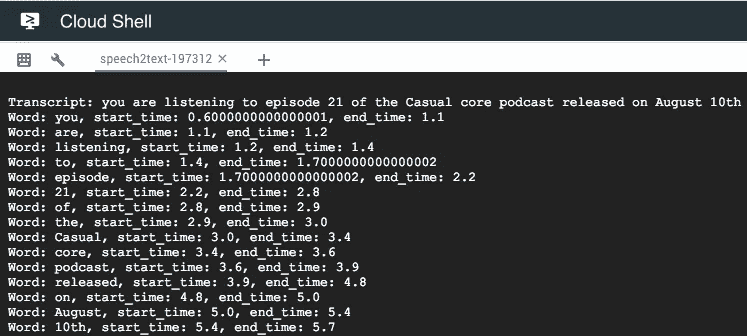 Cloud Shell
speech2text-197312 ×
Transcript: you are listening to episode 21 of the Casual core podcast released on August 10th
Word: you, start_time: 0.6000000000000001, end_time: 1.1
Word: are, start_time: 1.1, end_time: 1.2
Word: listening, start_time: 1.2, end_time: 1.4
Word: to, start_time: 1.4, end_time: 1.7000000000000002
Word: episode, start_time: 1.7000000000000002, end_time: 2.2
Word: 21, start_time: 2.2, end_time: 2.8
Word: of, start_time: 2.8, end_time: 2.9
Word: the, start_time: 2.9, end_time: 3.0
Word: Casual, start_time: 3.0, end_time: 3.4
Word: core, start_time: 3.4, end_time: 3.6
Word: podcast, start_time: 3.6, end_time: 3.9
Word: released, start_time: 3.9, end_time: 4.8
Word: on, start_time: 4.8, end_time: 5.0
Word: August, start_time: 5.0, end_time: 5.4
Word: 10th, start_time: 5.4, end_time: 5.7